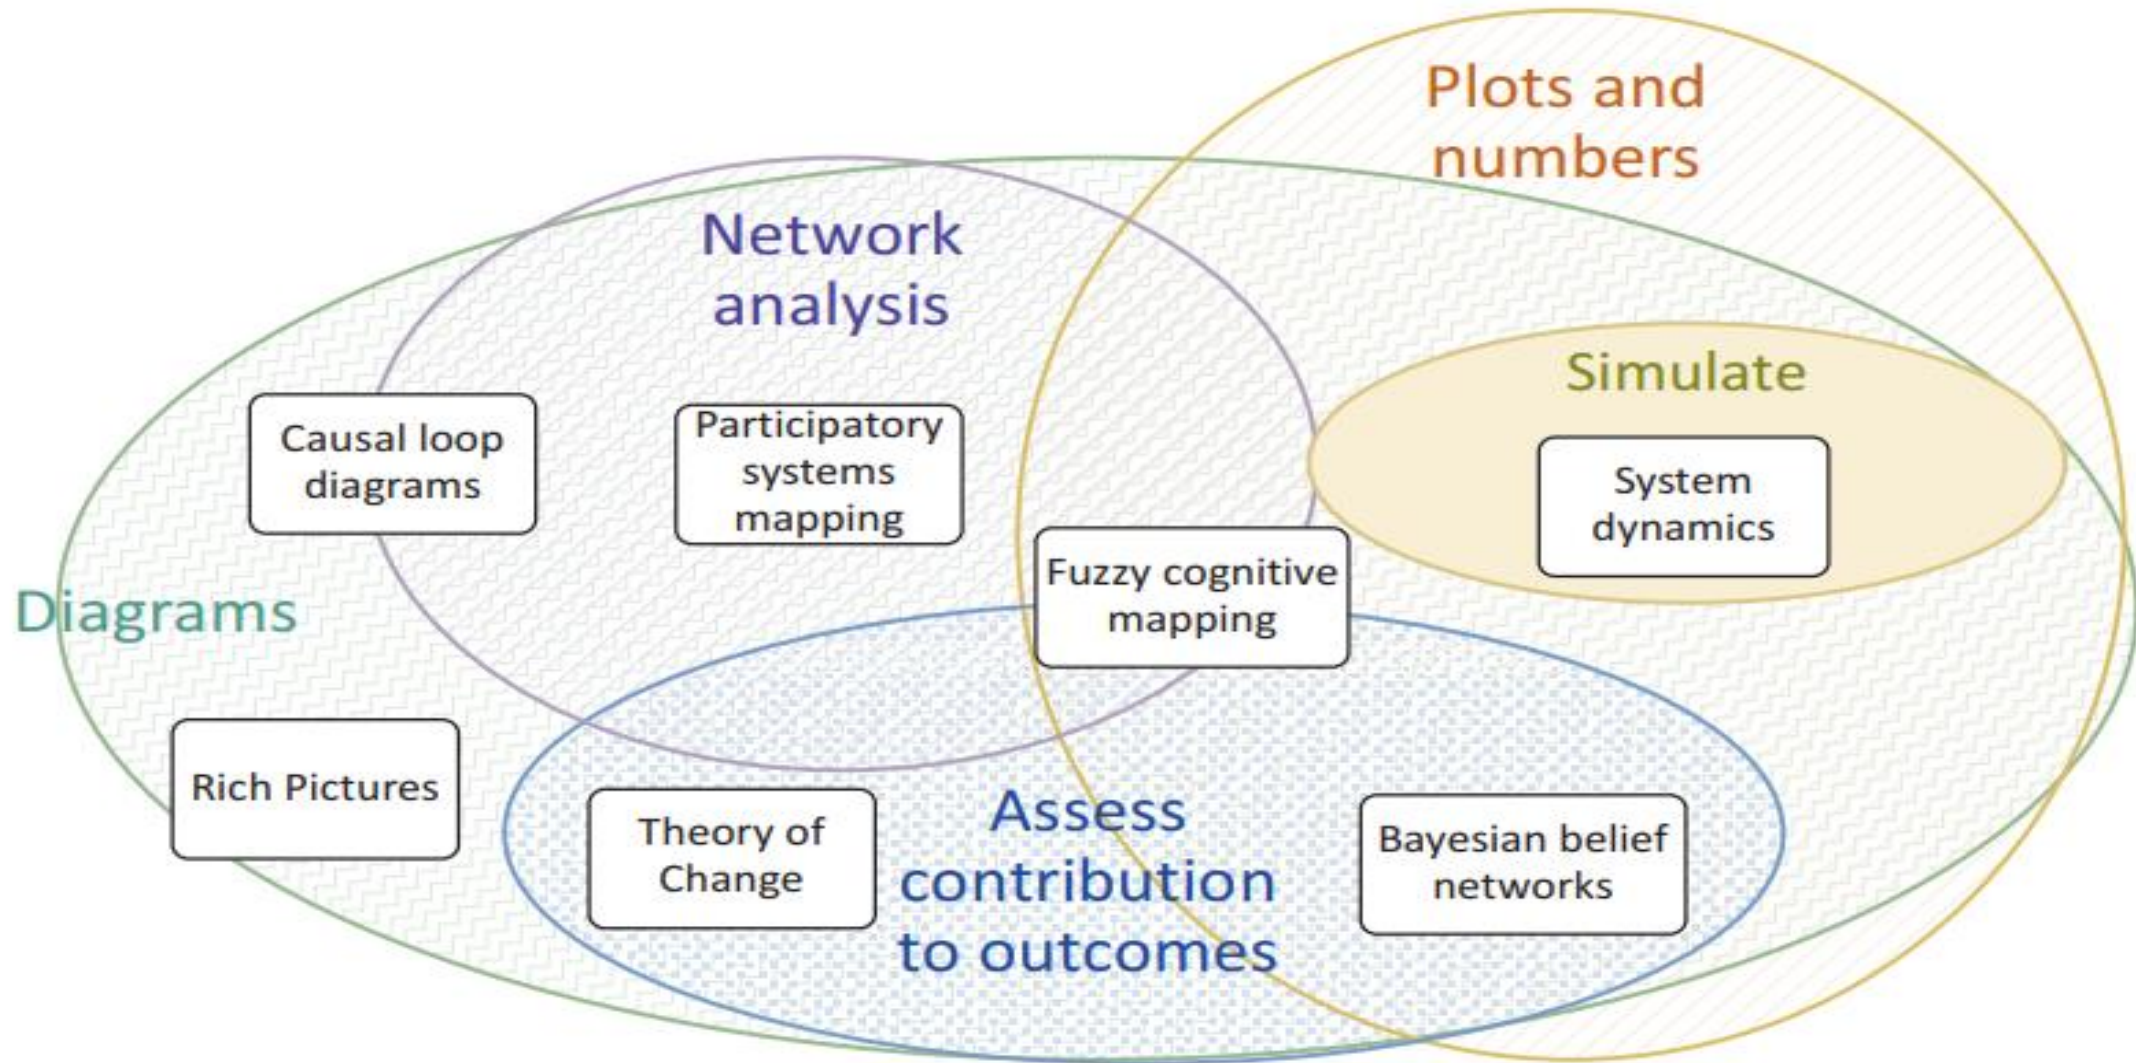 Plots and
numbers
Network
analysis
Simulate
Causal loop
diagrams
Participatory
systems
mapping
System
dynamics
Fuzzy cognitive
mapping
Diagrams
Rich Pictures
Theory of
Change
Assess
contribution
to outcomes
Bayesian belief
networks